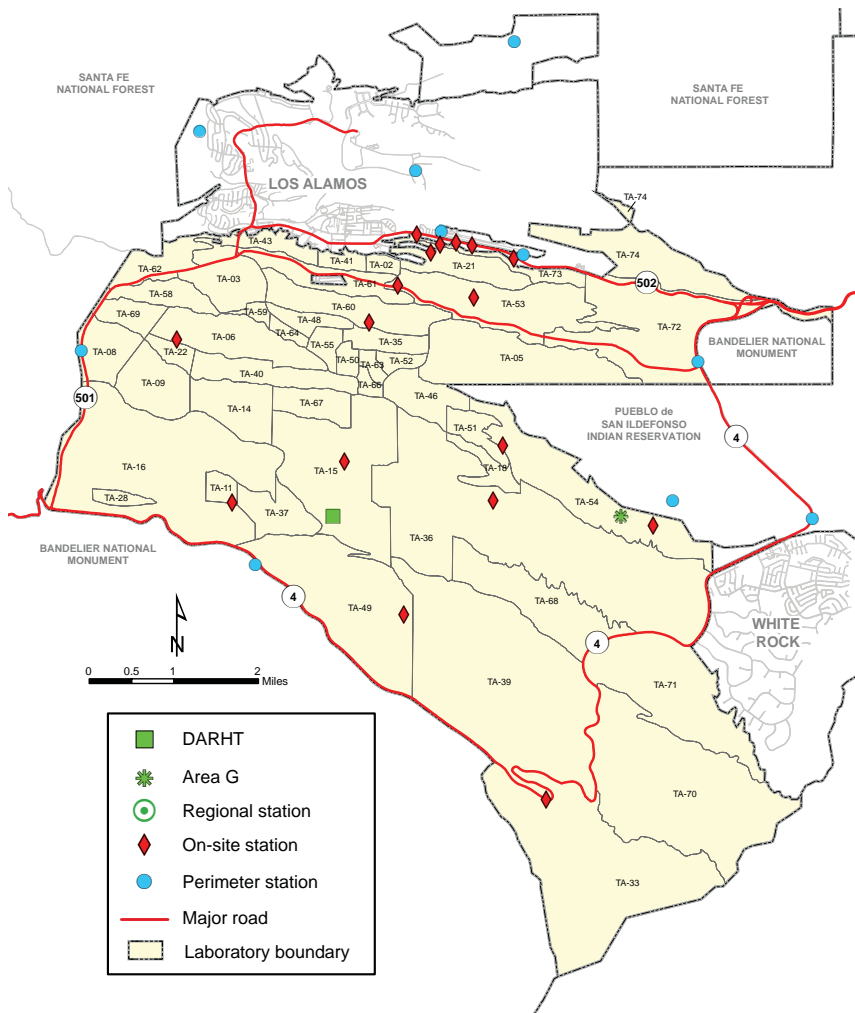 SANTA FE
NATIONAL FOREST
SANTA FE
NATIONAL FOREST
LOS ALAMOS
TA-74
TA-43
TA-74
TA-41
TA-02
TA-21
TA-62
TA-73
TA-03
TA-61
502
TA-58
TA-53
TA-59
TA-60
TA-69
TA-48
TA-72
TA-64
TA-06
BANDELIER NATIONAL
MONUMENT
TA-55
TA-35
TA-08
TA-22
TA-50
TA-63
TA-52
TA-05
TA-40
TA-09
TA-66
501
TA-46
TA-67
TA-14
PUEBLO de
SAN ILDEFONSO
INDIAN RESERVATION
TA-51
4
TA-16
TA-15
TA-18
TA-11
TA-54
TA-28
TA-37
TA-36
BANDELIER NATIONAL
MONUMENT
4
TA-68
TA-49
WHITE
ROCK
N
4
0 0.5 1 2
Miles
TA-39
TA-71
DARHT
Area G
TA-70
Regional station
On-site station
Perimeter station
TA-33
Major road
Laboratory boundary